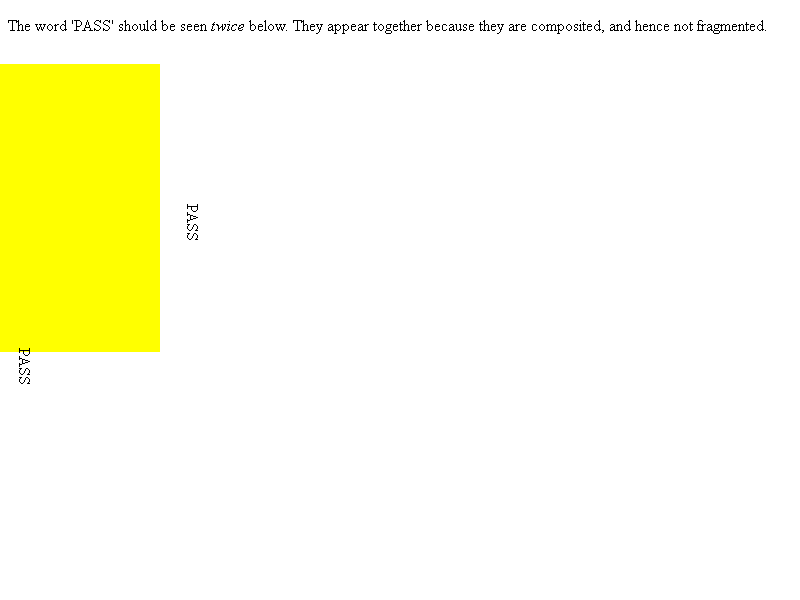 The word 'PASS' should be seen twice below. They appear together because they are composited, and hence not fragmented.
PASS
PASS